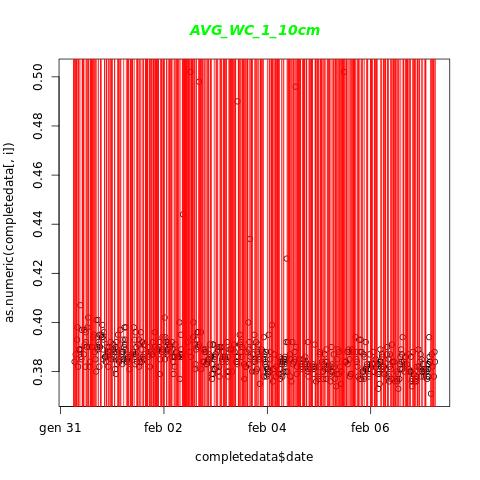 AVG_WC_1_10cm
as.numeric(completedata[, i])
0.50
0.48
0.46
0.44
0.42
0.40
0.38
gen 31
feb 02
feb 04
feb 06
completedata$date